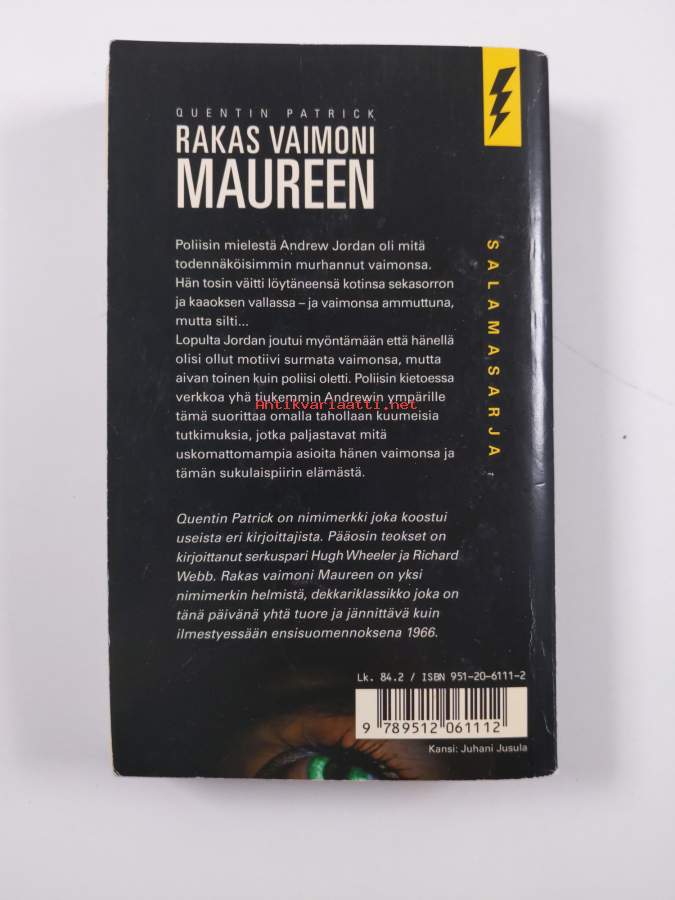 QUENTIN PATRICK
RAKAS VAIMONI
MAUREEN
Poliisin mielestä Andrew Jordan oli mitä
todennäköisimmin murhannut vaimonsa.
Hän tosin väitti löytäneensä kotinsa sekasorron
ja kaaoksen vallassa – ja vaimonsa ammuttuna,
mutta silti...
Lopulta Jordan joutui myöntämään että hänellä
olisi ollut motiivi surmata vaimonsa, mutta
aivan toinen kuin poliisi oletti. Poliisin kietoessa
verkkoa yhä tiukemmin Andrewin ympärille
Antikvariaatti.net
tämä suorittaa omalla tahollaan kuumeisia
tutkimuksia, jotka paljastavat mitä
uskomattomampia asioita hänen vaimonsa ja
tämän sukulaispiirin elämästä.
Quentin Patrick on nimimerkki joka koostui
useista eri kirjoittajista. Pääosin teokset on
kirjoittanut serkuspari Hugh Wheeler ja Richard
Webb. Rakas vaimoni Maureen on yksi
nimimerkin helmistä, dekkariklassikko joka on
tänä päivänä yhtä tuore ja jännittävä kuin
ilmestyessään ensisuomennoksena 1966.
SALAMASARJA
Lk. 84.2 / ISBN 951-20-6111-2
9 789512 061112
Kansi: Juhani Jusula